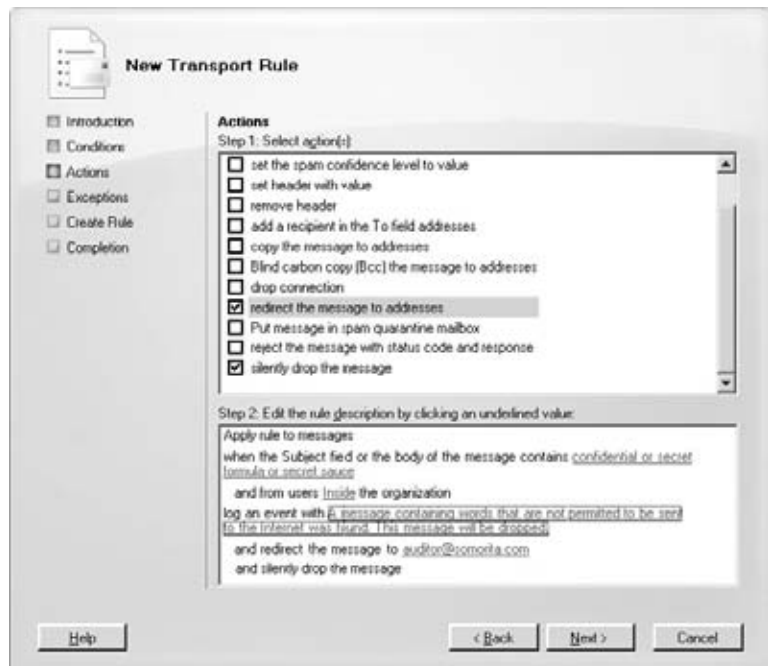 New Transport Rule
Introduction
Conditions
Actions
Exceptions
Create Rule
Completion
Actions
Step 1: Select action(s):
set the spam confidence level to value
set header with value
remove header
add a recipient in the To field addresses
copy the message to addresses
Blind carbon copy (Bcc) the message to addresses
drop connection
redirect the message to addresses
Put message in spam quarantine mailbox
reject the message with status code and response
silently drop the message
Step 2: Edit the rule description by clicking an underlined value:
Apply rule to messages
when the Subject field or the body of the message contains confidential or secret
formula or secret sauce
and from users Inside the organization
log an event with A message containing words that are not permitted to be sent
to the Internet was found. This message will be dropped.
and redirect the message to auditor@somorita.com
and silently drop the message
Help
< Back
Next >
Cancel